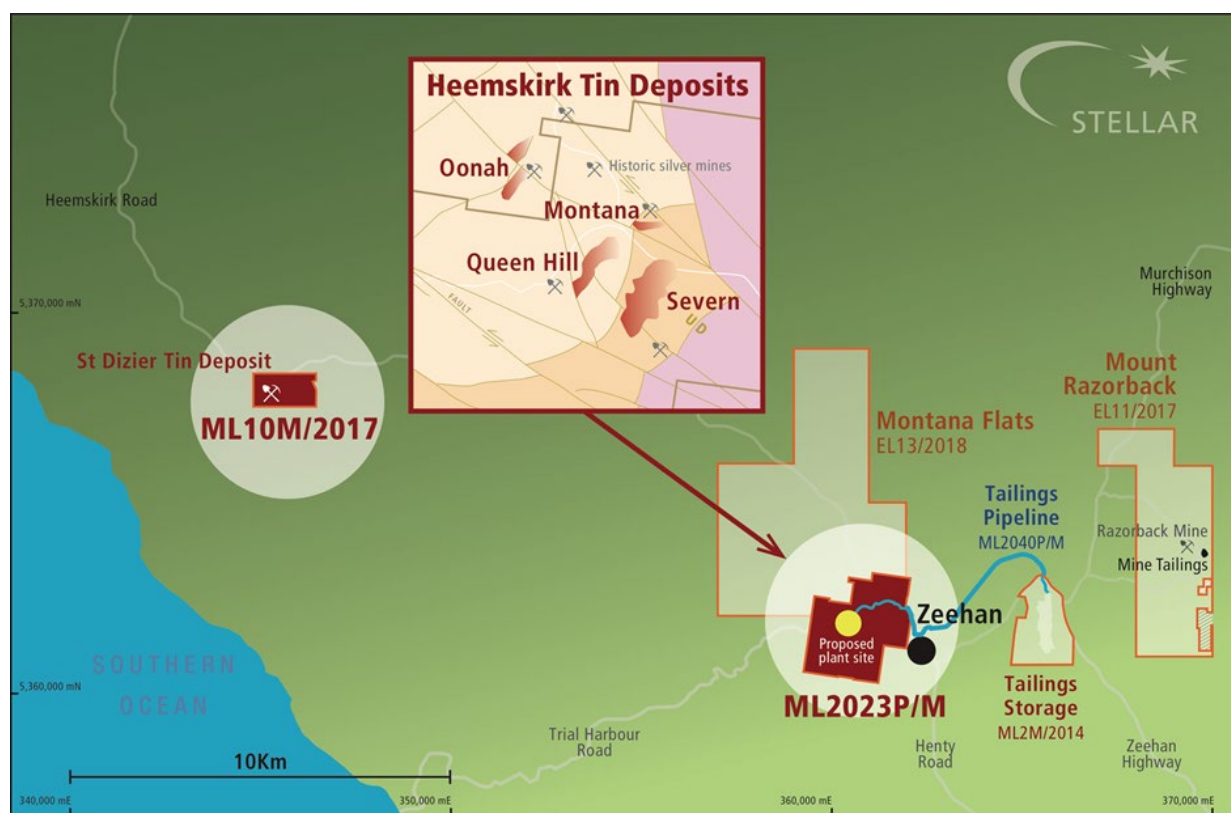 Heemskirk Tin Deposits
STELLAR
Oonah
Historic silver mines
Montana
Queen Hill
Severn
FAULT
U D
Heemskirk Road
Murchison
Highway
5,370,000 mN
St Dizier Tin Deposit
ML10M/2017
Mount
Razorback
EL11/2017
Montana Flats
EL13/2018
Tailings
Pipeline
ML2040P/M
Razorback Mine
Mine Tailings
Zeehan
Proposed
plant site
ML2023P/M
Tailings
Storage
ML2M/2014
SOUTHERN
OCEAN
5,360,000 mN
Trial Harbour
Road
Henty
Road
Zeehan
Highway
10Km
340,000 mE
350,000 mE
360,000 mE
370,000 mE